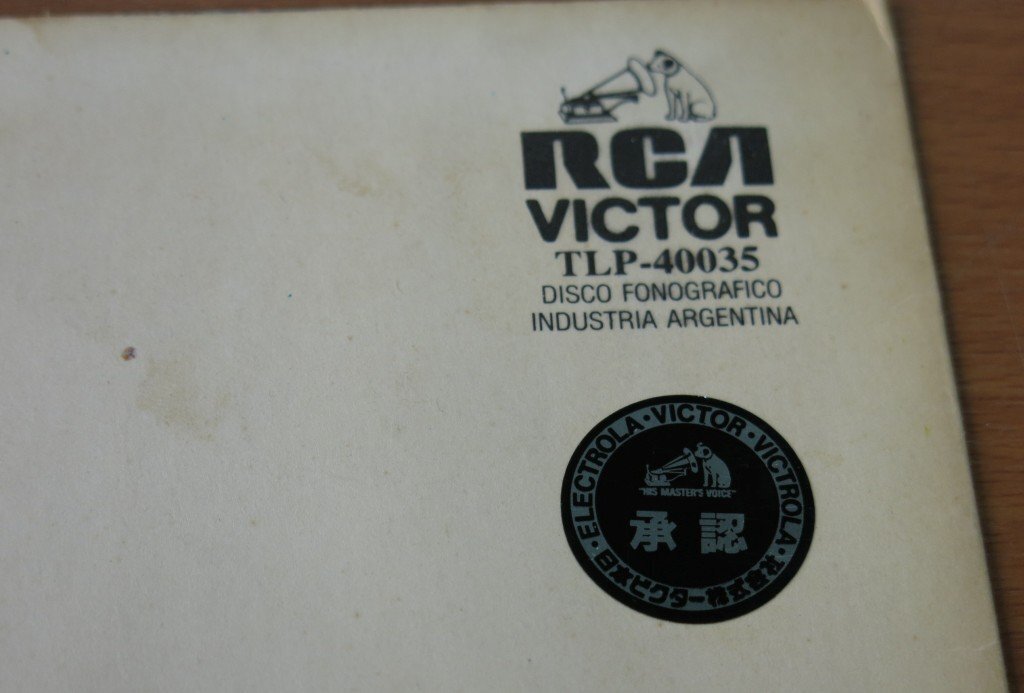 RCA
VICTOR
TLP-40035
DISCO FONOGRAFICO
INDUSTRIA ARGENTINA
ELECTROLA·VICTOR·VICTROLA·
"HIS MASTER'S VOICE"
承認
日本ビクター株式会社